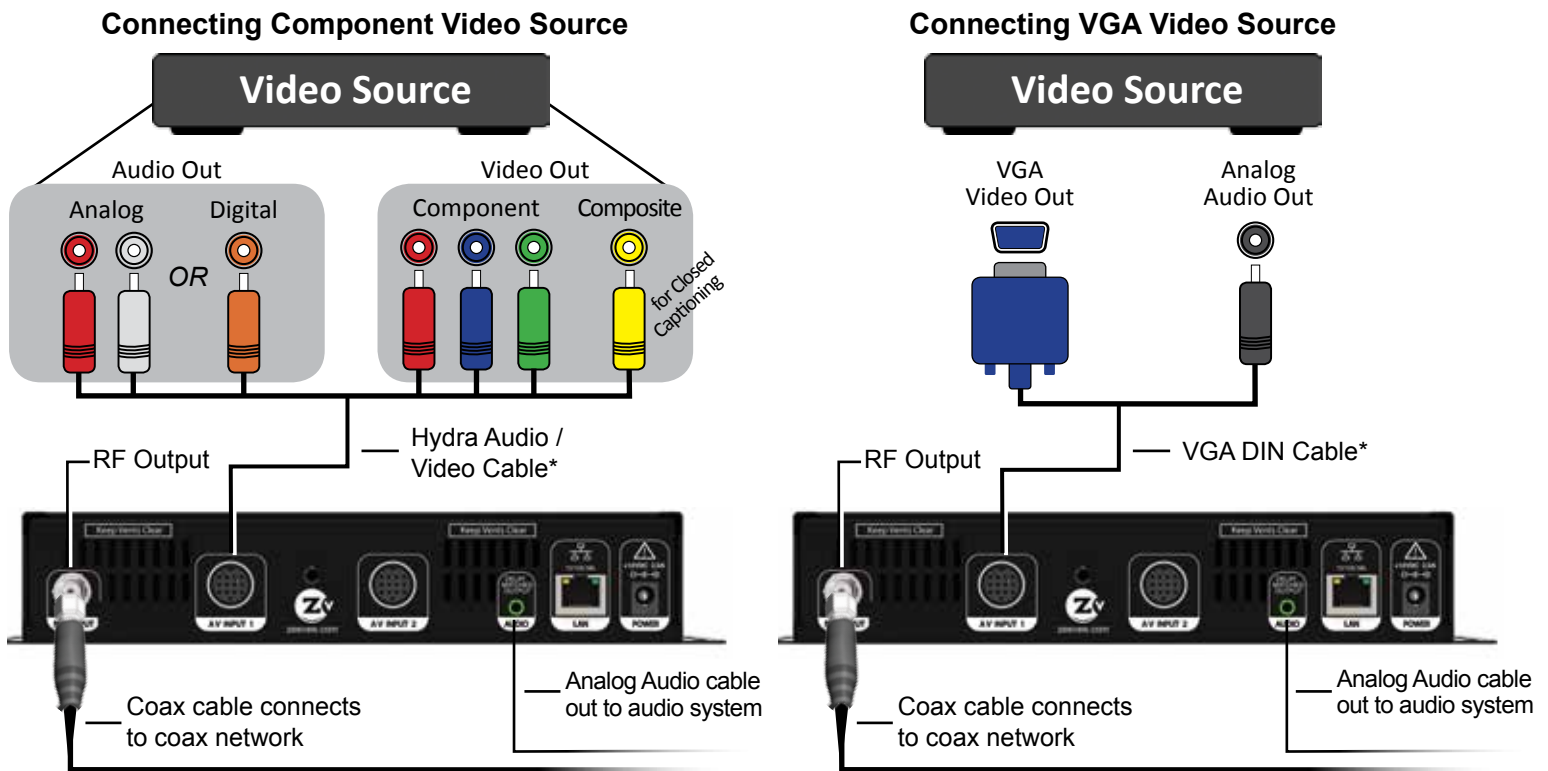 Connecting Component Video Source
Video Source
Audio Out
Video Out
Analog
Digital
OR
Component
Composite
for Closed
Captioning
RF Output
Hydra Audio /
Video Cable*
Keep Vents Clear
Keep Vents Clear
A-V INPUT 1
Zv
A-V INPUT 2
AUDIO
LAN
POWER
Coax cable connects
to coax network
Analog Audio cable
out to audio system
Connecting VGA Video Source
Video Source
VGA
Video Out
Analog
Audio Out
RF Output
VGA DIN Cable*
Keep Vents Clear
Keep Vents Clear
A-V INPUT 1
Zv
A-V INPUT 2
AUDIO
LAN
POWER
Coax cable connects
to coax network
Analog Audio cable
out to audio system